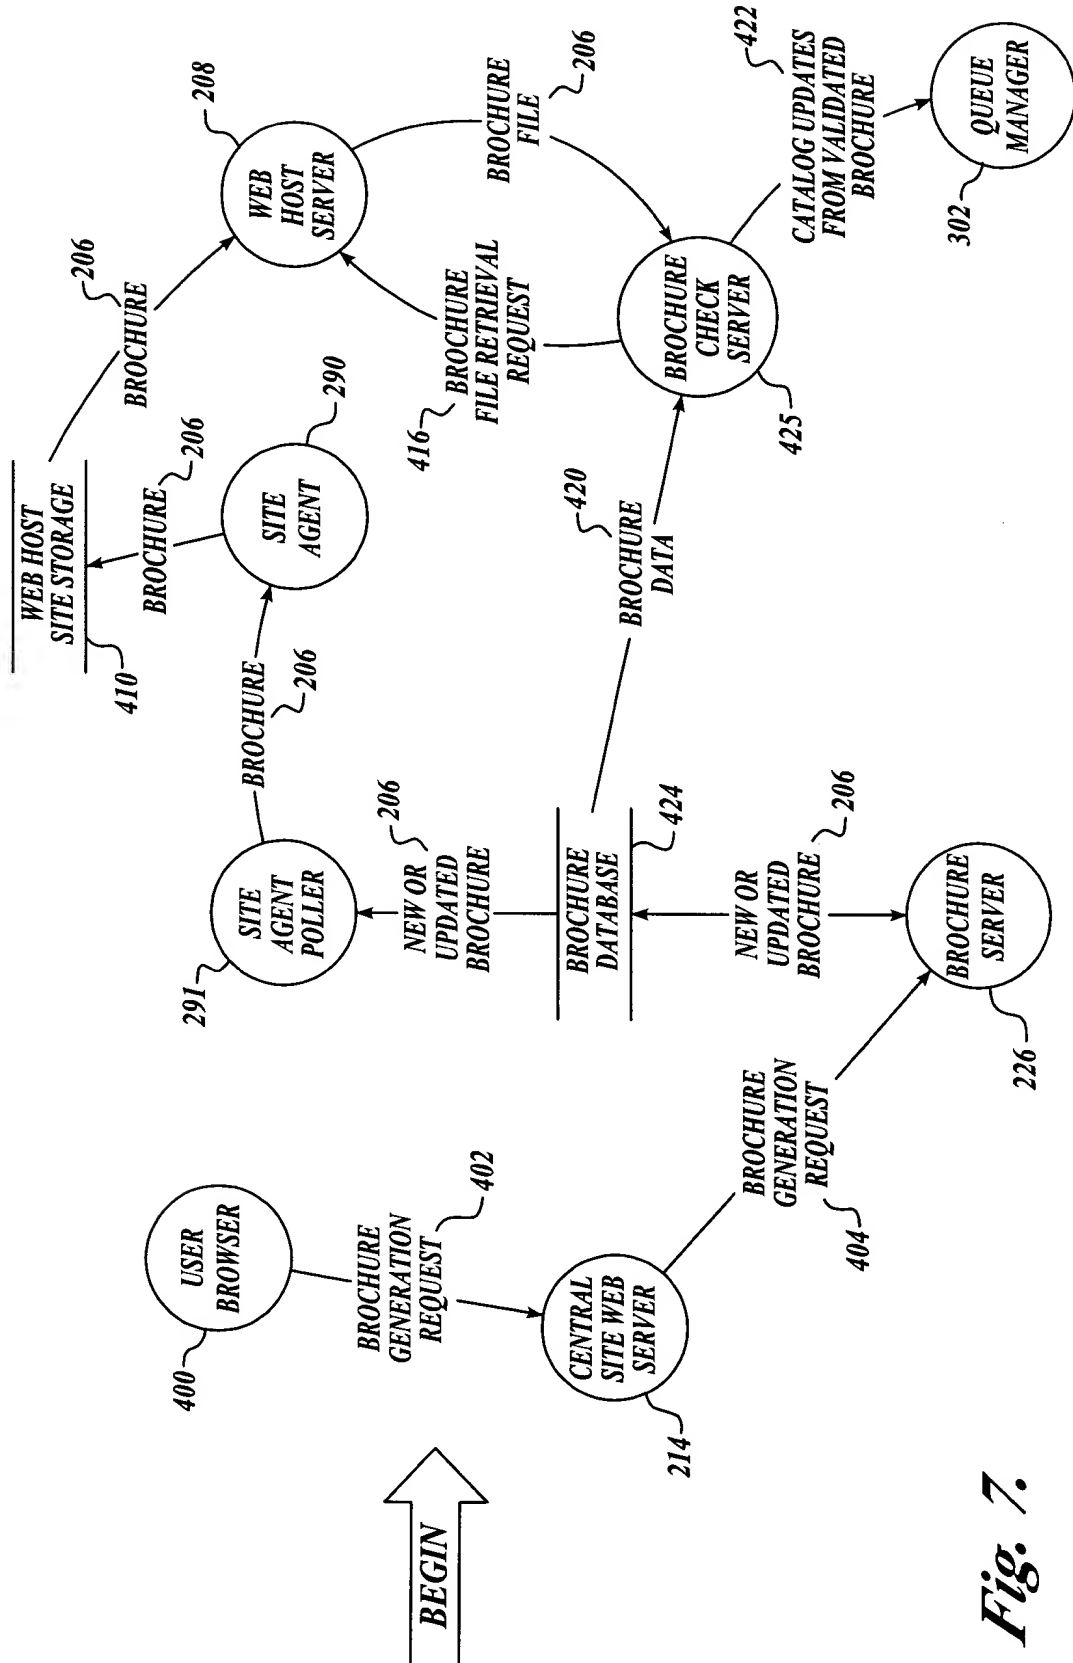 BEGIN
400
USER
BROWSER
BROCHURE
GENERATION
REQUEST
402
CENTRAL
SITE WEB
SERVER
214
BROCHURE
GENERATION
REQUEST
404
BROCHURE
SERVER
226
NEW OR
UPDATED
BROCHURE
206
BROCHURE
DATABASE
424
NEW OR
UPDATED
BROCHURE
206
SITE
AGENT
POLLER
291
BROCHURE
206
SITE
AGENT
290
BROCHURE
206
WEB HOST
SITE STORAGE
410
BROCHURE
206
WEB
HOST
SERVER
208
BROCHURE
FILE
206
416
BROCHURE
FILE RETRIEVAL
REQUEST
BROCHURE
DATA
420
BROCHURE
CHECK
SERVER
425
CATALOG UPDATES
FROM VALIDATED
BROCHURE
422
QUEUE
MANAGER
302
Fig. 7.